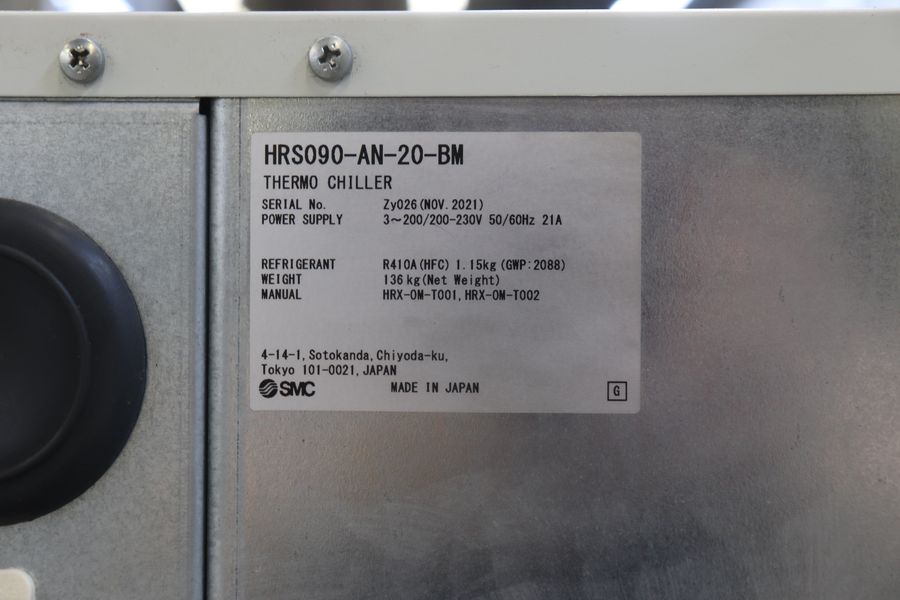 HRS090-AN-20-BM
THERMO CHILLER
SERIAL No. Zy026(NOV.2021)
POWER SUPPLY 3~200/200-230V 50/60Hz 21A
REFRIGERANT R410A(HFC) 1.15kg(GWP:2088)
WEIGHT 136kg(Net Weight)
MANUAL HRX-OM-T001,HRX-OM-T002
4-14-1,Sotokanda,Chiyoda-ku,
Tokyo 101-0021,JAPAN
SMC MADE IN JAPAN G